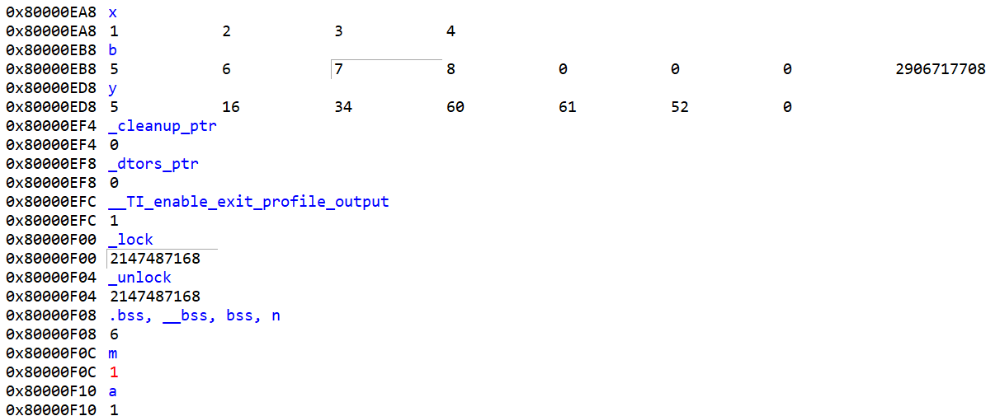 0x80000EA8 x
0x80000EA8 1 2 3 4
0x80000EB8 b
0x80000EB8 5 6 7 8 0 0 0 2906717708
0x80000ED8 y
0x80000ED8 5 16 34 60 61 52 0
0x80000EF4 _cleanup_ptr
0x80000EF4 0
0x80000EF8 _dtors_ptr
0x80000EF8 0
0x80000EFC __TI_enable_exit_profile_output
0x80000EFC 1
0x80000F00 _lock
0x80000F00 2147487168
0x80000F04 _unlock
0x80000F04 2147487168
0x80000F08 .bss, __bss, bss, n
0x80000F08 6
0x80000F0C m
0x80000F0C 1
0x80000F10 a
0x80000F10 1